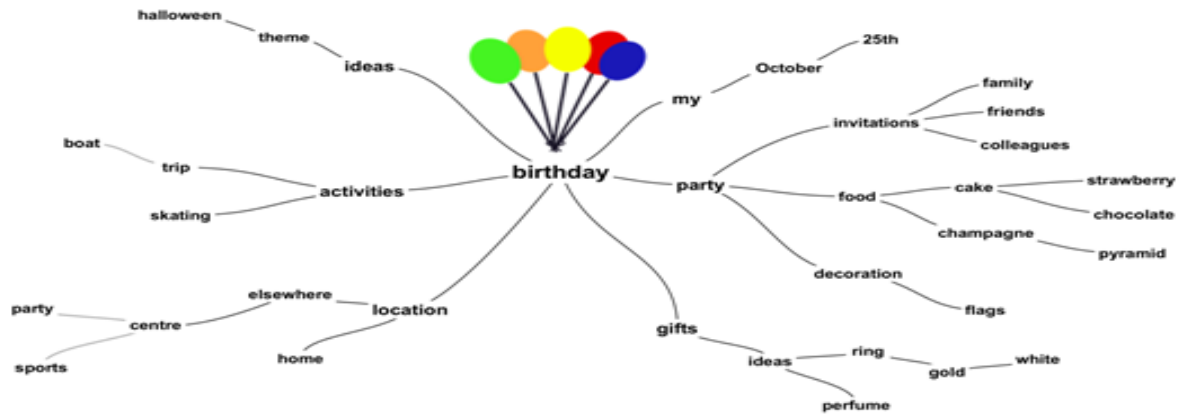 halloween
theme
ideas
25th
October
my
family
friends
colleagues
invitations
boat
trip
activities
skating
birthday
party
food
cake
strawberry
chocolate
champagne
pyramid
decoration
flags
elsewhere
location
party
centre
sports
home
gifts
ideas
ring
gold
white
perfume